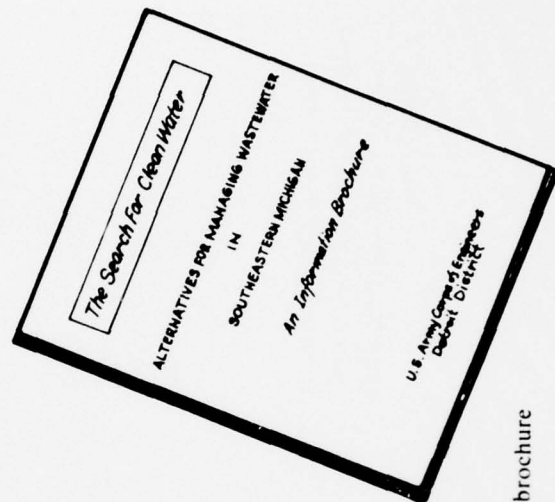 The Search For Clean Water
ALTERNATIVES FOR MANAGING WASTEWATER
IN
SOUTHEASTERN MICHIGAN
An Information Brochure
U.S. Army Corps of Engineers
Detroit District
brochure